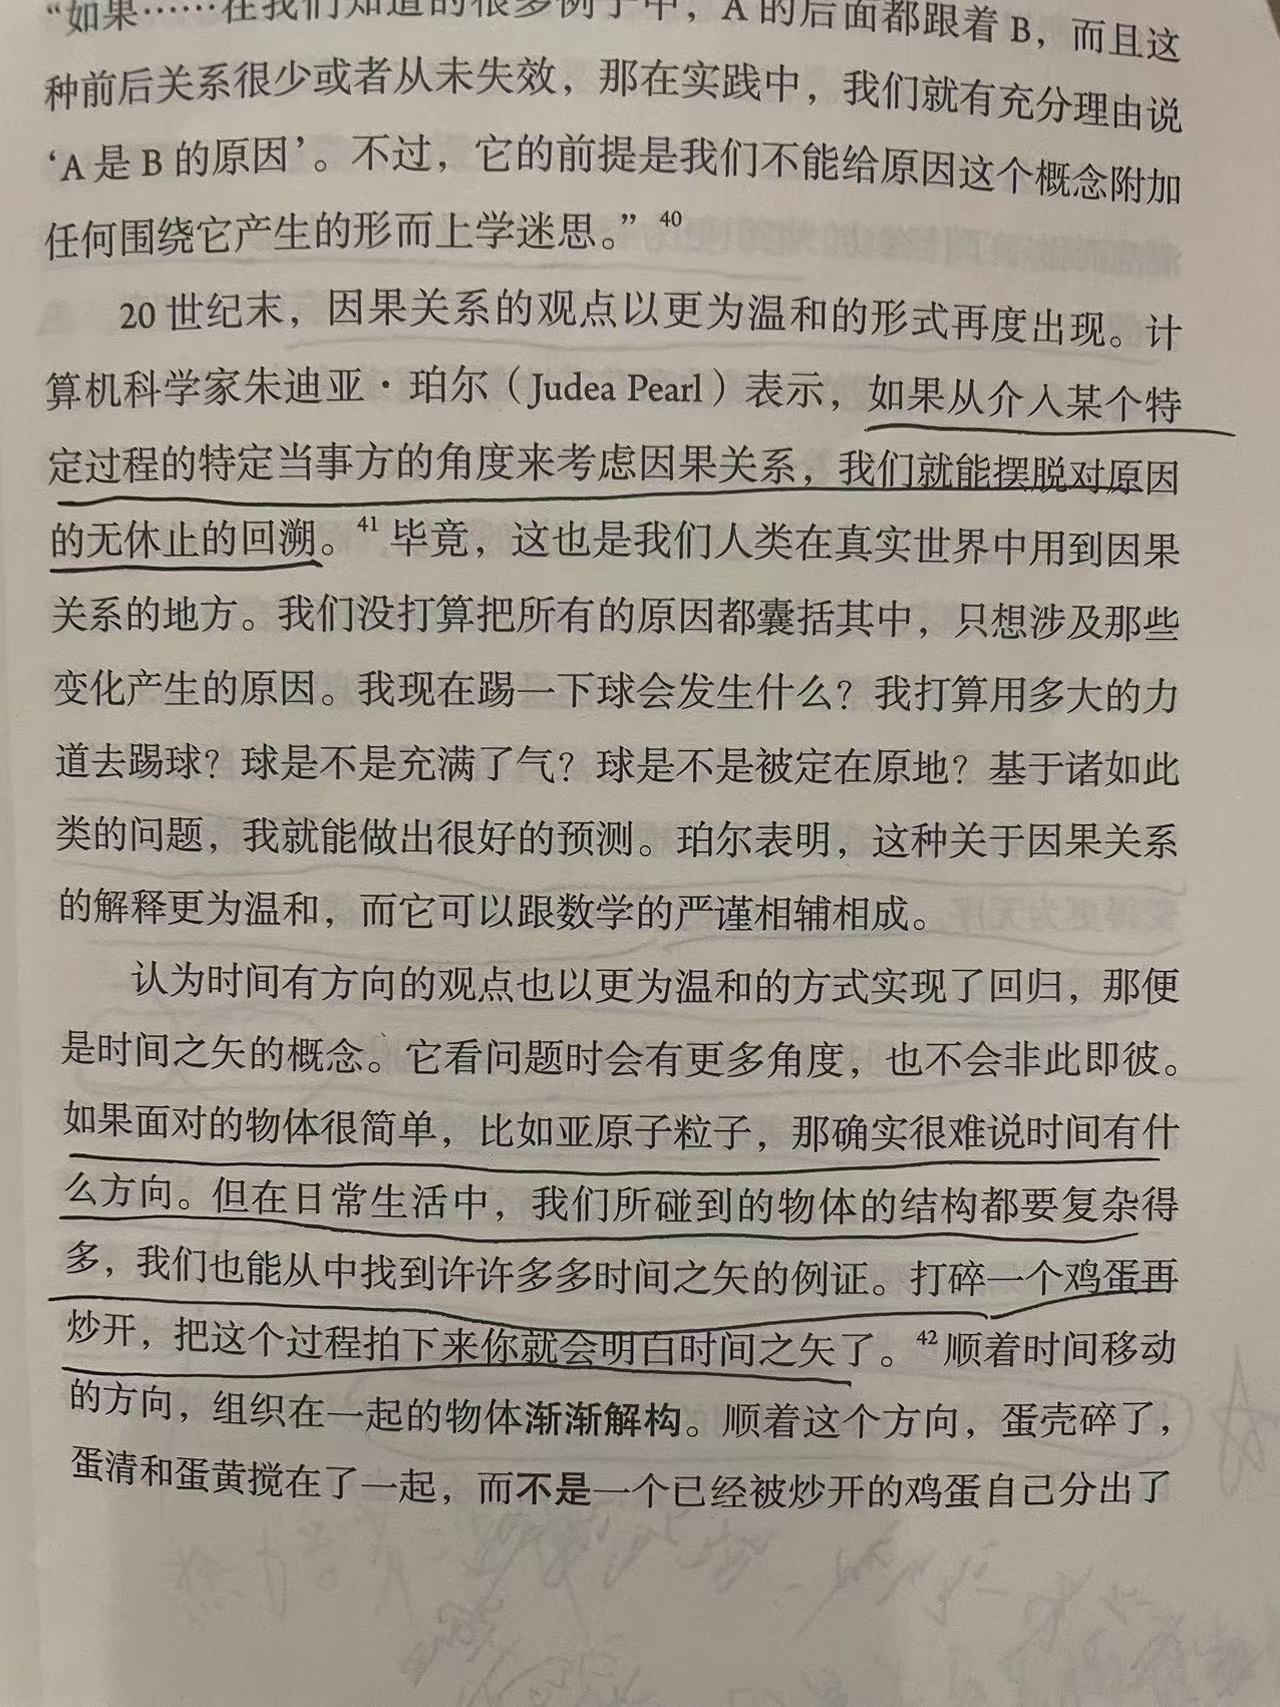 “如果……在我们知道的很多例子中，A 的后面都跟着 B，而且这
种前后关系很少或者从未失效，那在实践中，我们就有充分理由说
‘A 是 B 的原因’。不过，它的前提是我们不能给原因这个概念附加
任何围绕它产生的形而上学迷思。” 40
20 世纪末，因果关系的观点以更为温和的形式再度出现。计
算机科学家朱迪亚·珀尔（Judea Pearl）表示，如果从介入某个特
定过程的特定当事方的角度来考虑因果关系，我们就能摆脱对原因
的无休止的回溯。41 毕竟，这也是我们人类在真实世界中用到因果
关系的地方。我们没打算把所有的原因都囊括其中，只想涉及那些
变化产生的原因。我现在踢一下球会发生什么？我打算用多大的力
道去踢球？球是不是充满了气？球是不是被定在原地？基于诸如此
类的问题，我就能做出很好的预测。珀尔表明，这种关于因果关系
的解释更为温和，而它可以跟数学的严谨相辅相成。
认为时间有方向的观点也以更为温和的方式实现了回归，那便
是时间之矢的概念。它看问题时会有更多角度，也不会非此即彼。
如果面对的物体很简单，比如亚原子粒子，那确实很难说时间有什
么方向。但在日常生活中，我们所碰到的物体的结构都要复杂得
多，我们也能从中找到许许多多时间之矢的例证。打碎一个鸡蛋再
炒开，把这个过程拍下来你就会明白时间之矢了。42 顺着时间移动
的方向，组织在一起的物体渐渐解构。顺着这个方向，蛋壳碎了，
蛋清和蛋黄搅在了一起，而不是一个已经被炒开的鸡蛋自己分出了